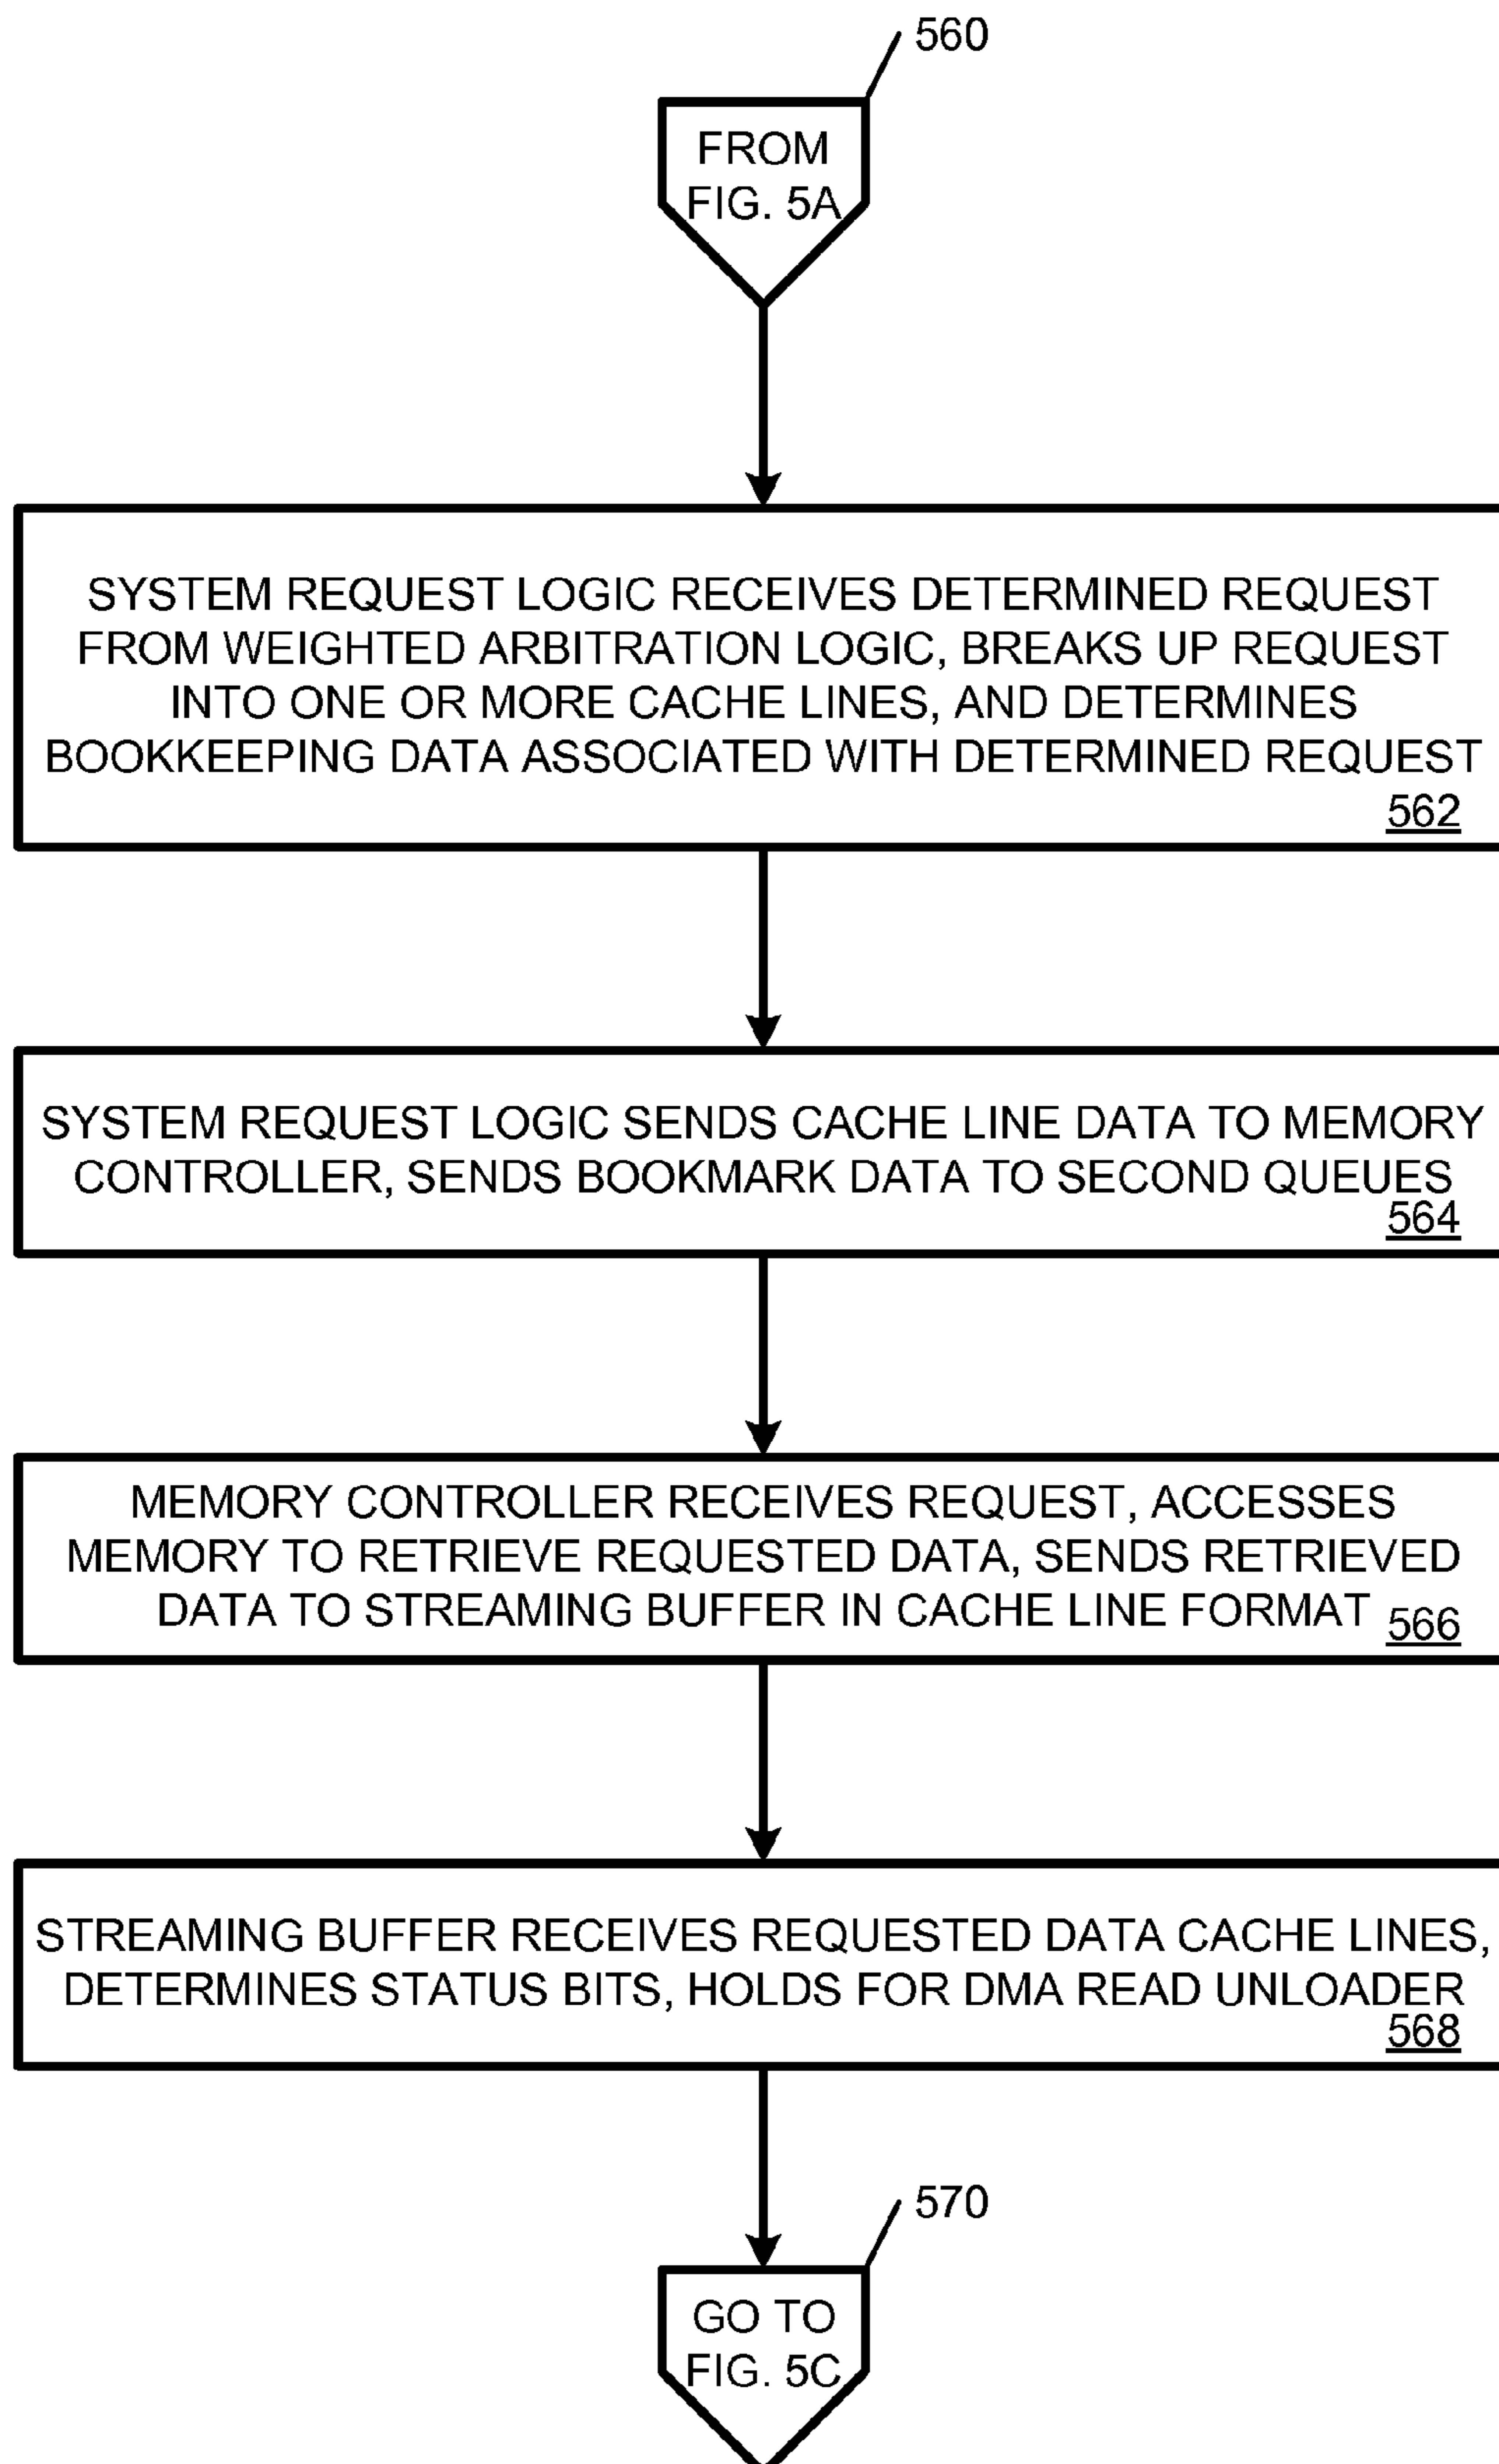 560
FROM
FIG. 5A
SYSTEM REQUEST LOGIC RECEIVES DETERMINED REQUEST
FROM WEIGHTED ARBITRATION LOGIC, BREAKS UP REQUEST
INTO ONE OR MORE CACHE LINES, AND DETERMINES
BOOKKEEPING DATA ASSOCIATED WITH DETERMINED REQUEST
562
SYSTEM REQUEST LOGIC SENDS CACHE LINE DATA TO MEMORY
CONTROLLER, SENDS BOOKMARK DATA TO SECOND QUEUES
564
MEMORY CONTROLLER RECEIVES REQUEST, ACCESSES
MEMORY TO RETRIEVE REQUESTED DATA, SENDS RETRIEVED
DATA TO STREAMING BUFFER IN CACHE LINE FORMAT 566
STREAMING BUFFER RECEIVES REQUESTED DATA CACHE LINES,
DETERMINES STATUS BITS, HOLDS FOR DMA READ UNLOADER
568
570
GO TO
FIG. 5C